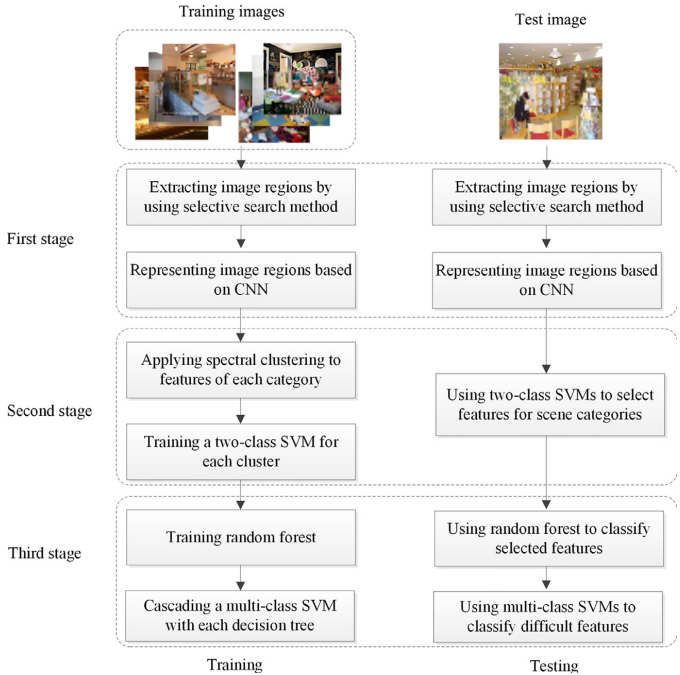 Training images
Test image
First stage
Extracting image regions by
using selective search method
Extracting image regions by
using selective search method
Representing image regions based
on CNN
Representing image regions based
on CNN
Second stage
Applying spectral clustering to
features of each category
Training a two-class SVM for
each cluster
Using two-class SVMs to select
features for scene categories
Third stage
Training random forest
Using random forest to classify
selected features
Cascading a multi-class SVM
with each decision tree
Using multi-class SVMs to
classify difficult features
Training
Testing